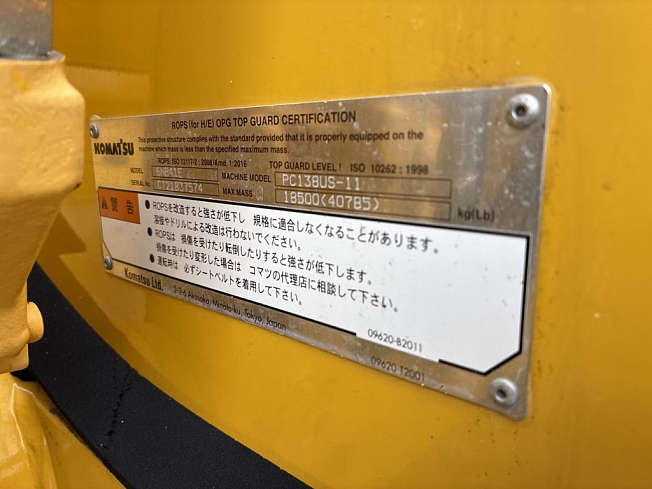 ROPS (for H/E) OPG TOP GUARD CERTIFICATION
This protective structure complies with the standard provided that it is properly equipped on the
machine which mass is less than the specified maximum mass.
KOMATSU
ROPS: ISO 12117-2 : 2008/Amd. 1:2016 TOP GUARD LEVEL I ISO 10262 : 1998
MODEL 6NB41E MACHINE MODEL PC138US-11
SERIAL NO. MAX MASS 18500(40785) kg(Lb)
警告
● ROPSを改造すると強さが低下し 規格に適合しなくなることがあります。
溶接やドリルによる改造は行わないでください。
● ROPSは 損傷を受けたり転倒したりすると強さが低下します。
損傷を受けたり変形した場合は コマツの代理店に相談して下さい。
● 運転時は 必ずシートベルトを着用して下さい。
Komatsu Ltd. 2-3-6 Akasaka, Minato-ku, Tokyo, Japan
09620-B2011
09620-T2001